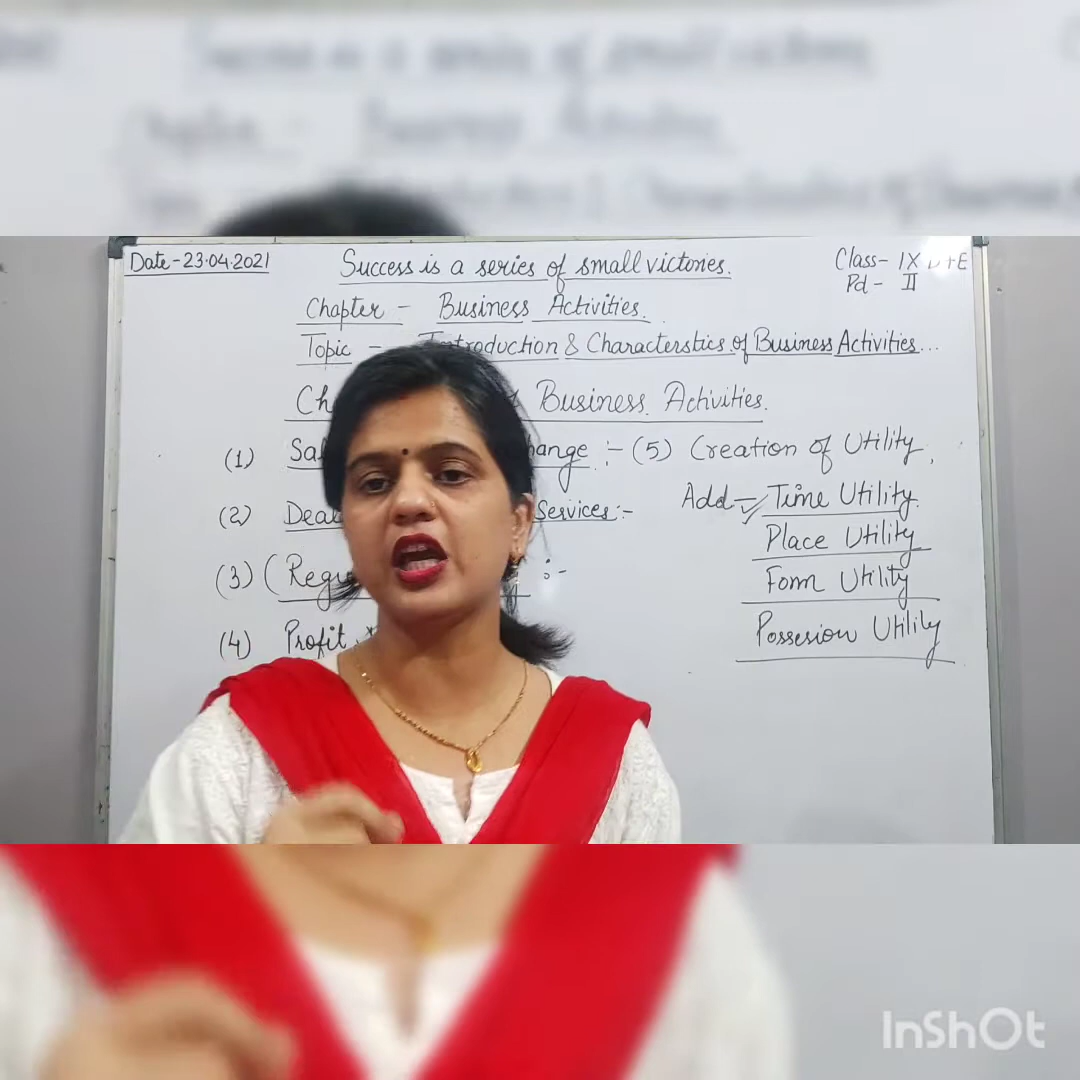 Date-23.04.2021
Success is a series of small victories.
Class- IX D+E
Pd- II
Chapter - Business Activities.
Topic - Introduction & Characterstics of Business Activities...
Business Activities.
(1)
(5) Creation of Utility,
(2) Services:-
Add- Time Utility.
Place Utility
(3)
Form Utility
(4) Profit
Possesion Utility
InShOt